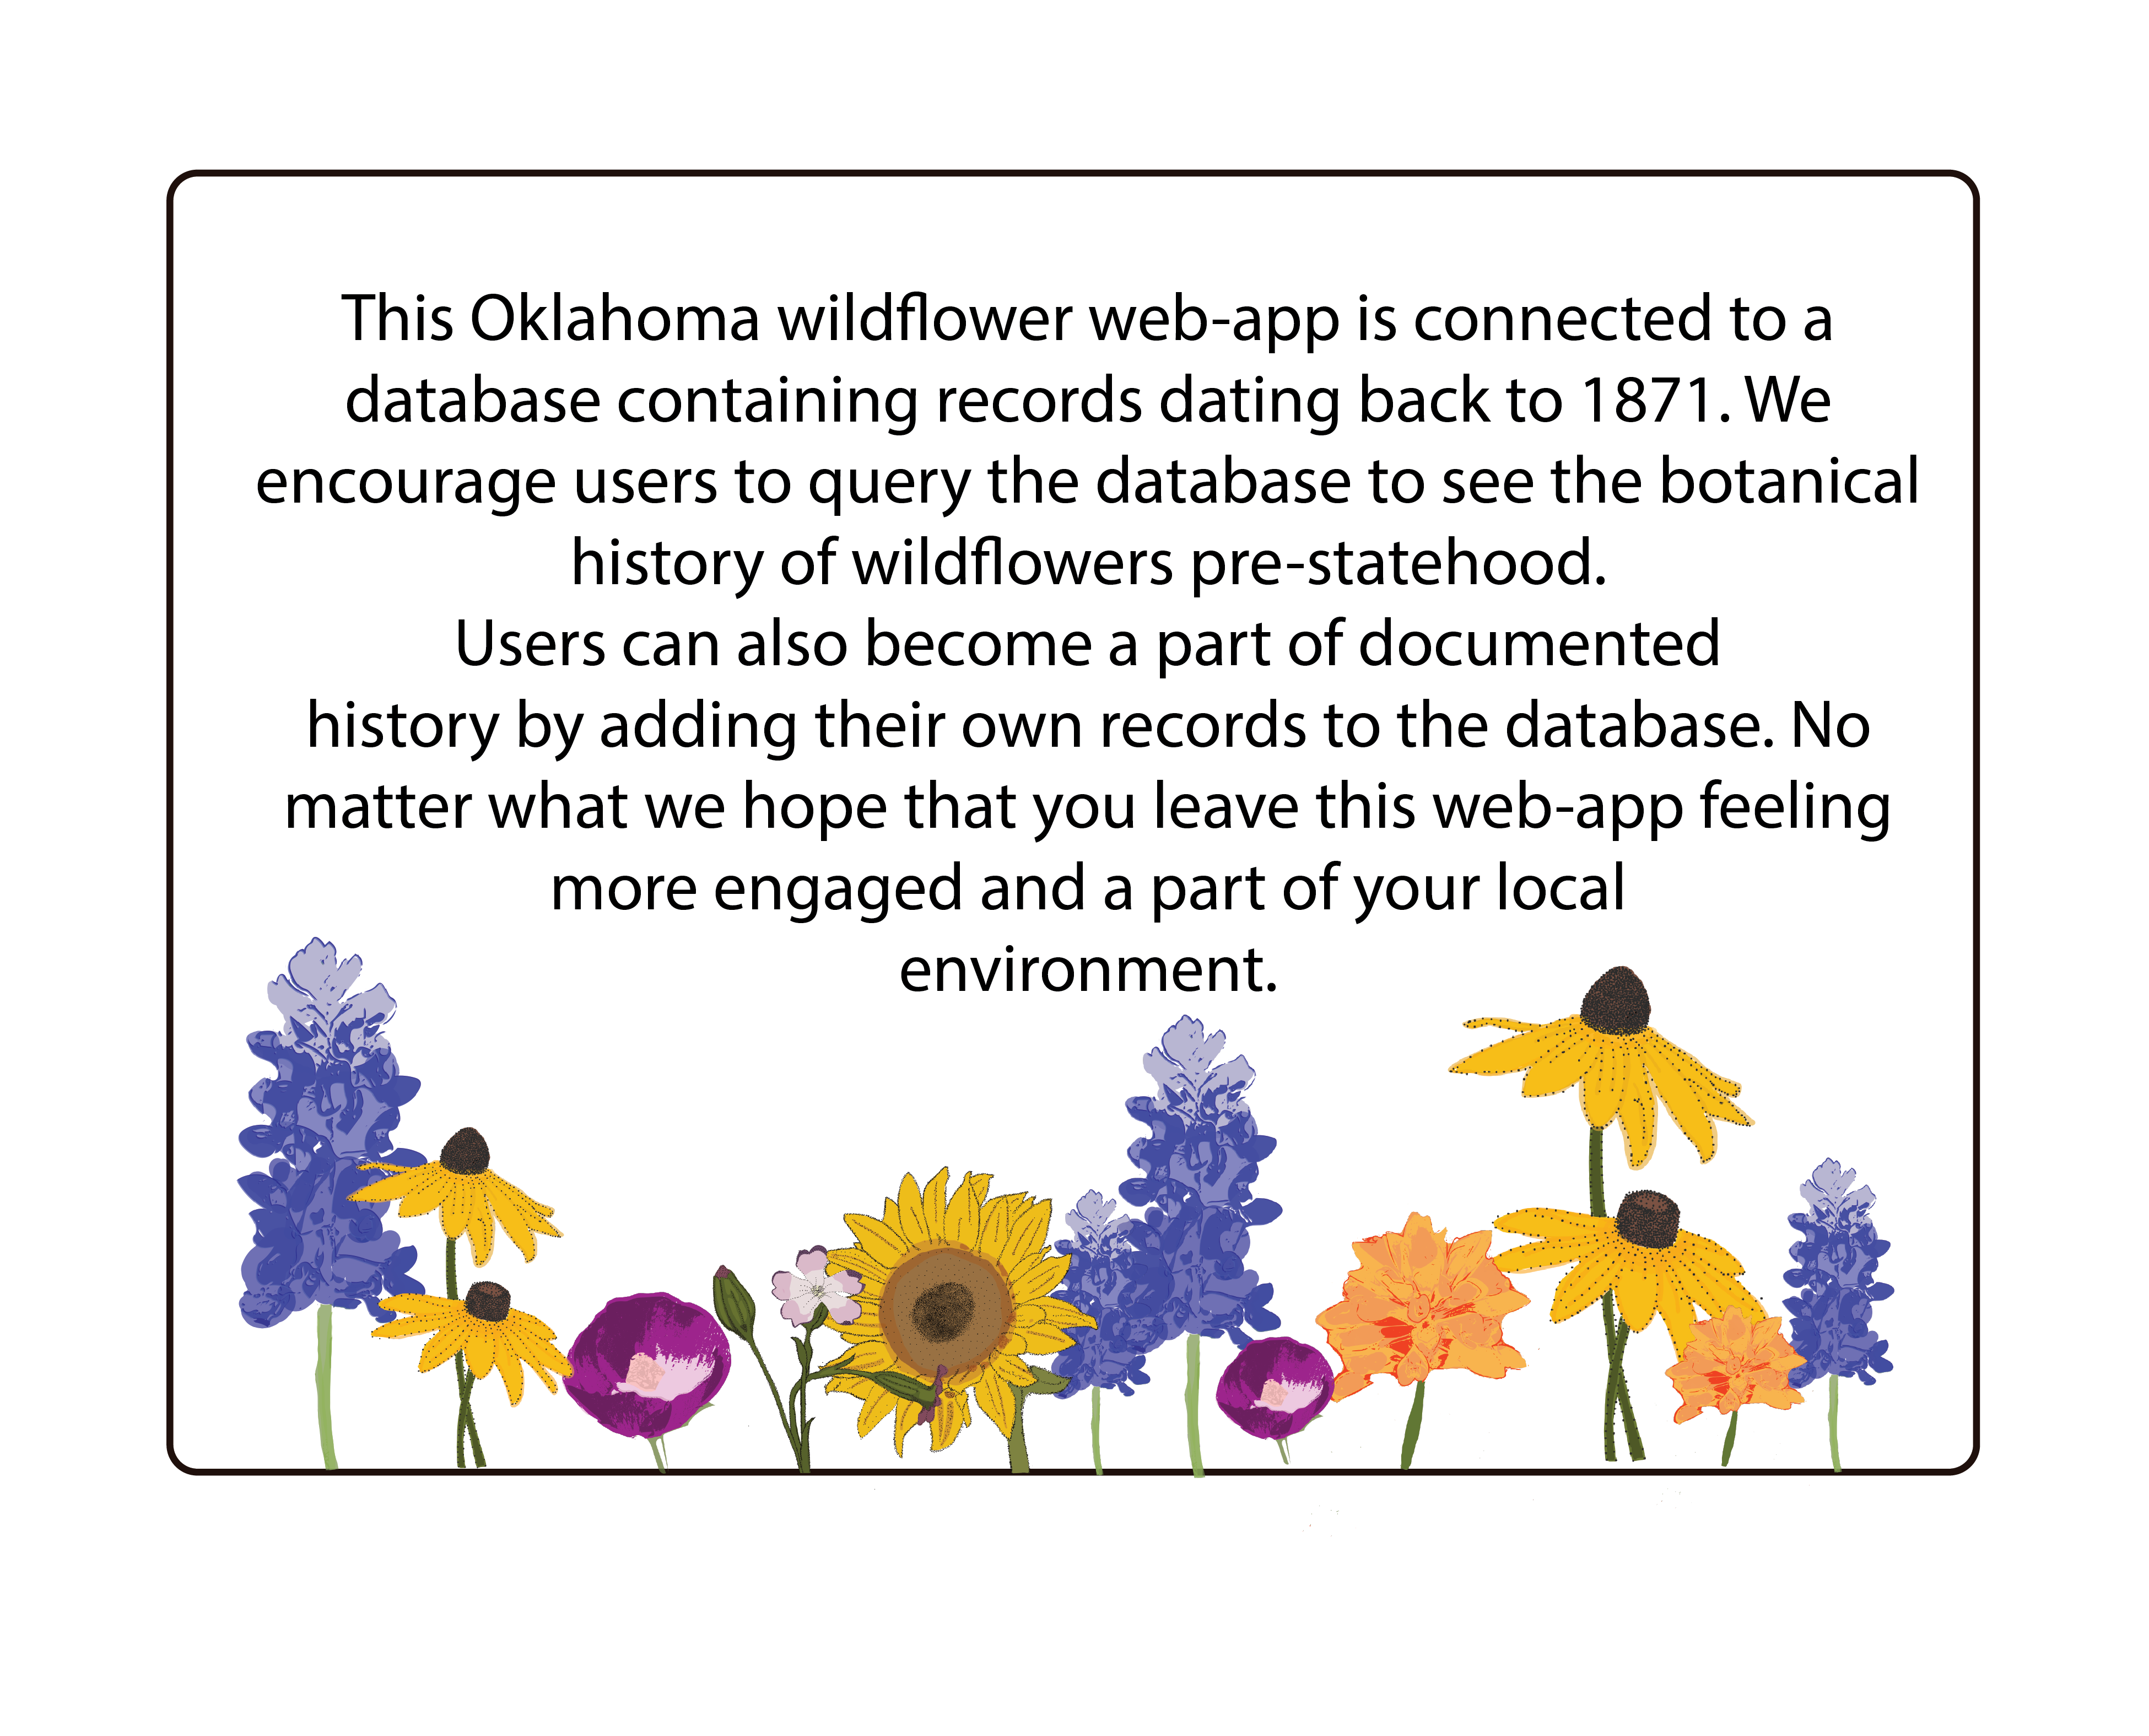 This Oklahoma wildflower web-app is connected to a
database containing records dating back to 1871. We
encourage users to query the database to see the botanical
history of wildflowers pre-statehood.
Users can also become a part of documented
history by adding their own records to the database. No
matter what we hope that you leave this web-app feeling
more engaged and a part of your local
environment.